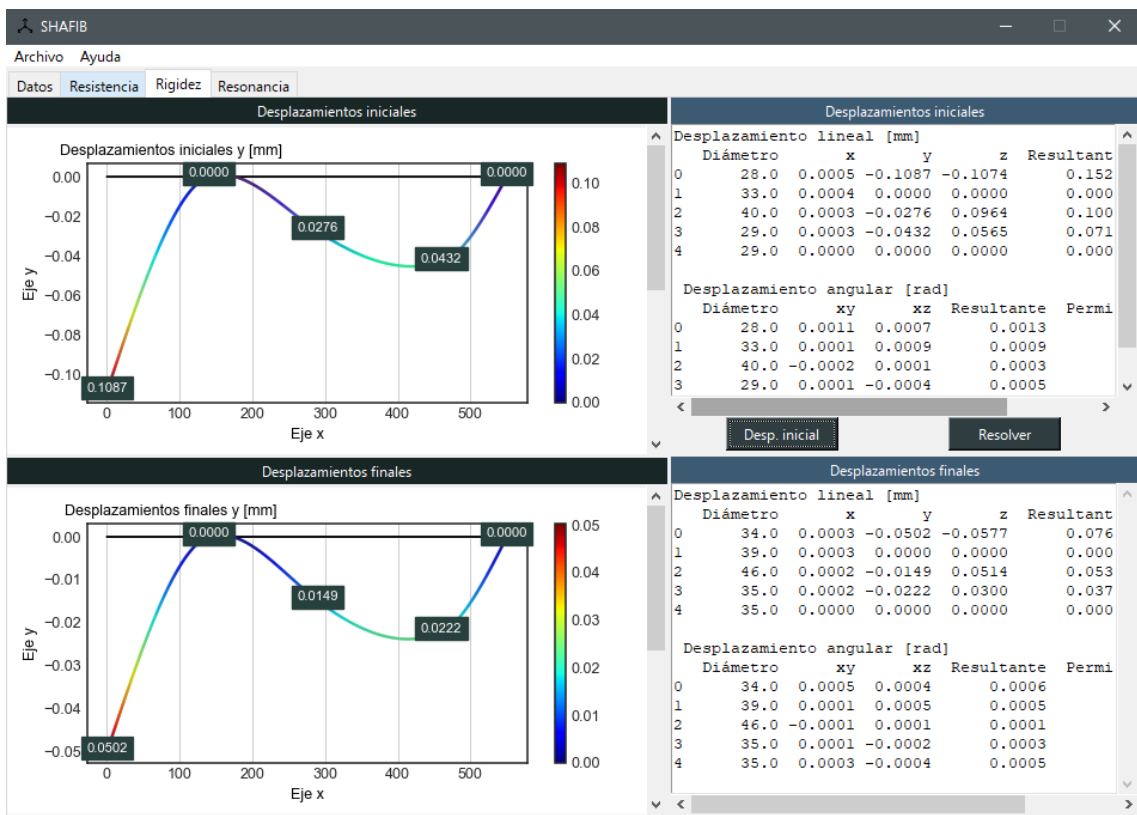 SHAFIB
Archivo Ayuda
Datos Resistencia Rigidez Resonancia
Desplazamientos iniciales
Desplazamientos iniciales y [mm]
0.00
−0.02
−0.04
−0.06
−0.08
−0.10
Eje y
0.0000
0.0000
0.0276
0.0432
0.1087
0 100 200 300 400 500
Eje x
0.10
0.08
0.06
0.04
0.02
0.00
Desplazamientos iniciales
Desplazamiento lineal [mm]
Diámetro x y z Resultant
0 28.0 0.0005 -0.1087 -0.1074 0.152
1 33.0 0.0004 0.0000 0.0000 0.000
2 40.0 0.0003 -0.0276 0.0964 0.100
3 29.0 0.0003 -0.0432 0.0565 0.071
4 29.0 0.0000 0.0000 0.0000 0.000
Desplazamiento angular [rad]
Diámetro xy xz Resultante Permi
0 28.0 0.0011 0.0007 0.0013
1 33.0 0.0001 0.0009 0.0009
2 40.0 -0.0002 0.0001 0.0003
3 29.0 0.0001 -0.0004 0.0005
Desp. inicial Resolver
Desplazamientos finales
Desplazamientos finales y [mm]
0.00
−0.01
−0.02
−0.03
−0.04
−0.05
Eje y
0.0000
0.0000
0.0149
0.0222
0.0502
0 100 200 300 400 500
Eje x
0.05
0.04
0.03
0.02
0.01
0.00
Desplazamientos finales
Desplazamiento lineal [mm]
Diámetro x y z Resultant
0 34.0 0.0003 -0.0502 -0.0577 0.076
1 39.0 0.0003 0.0000 0.0000 0.000
2 46.0 0.0002 -0.0149 0.0514 0.053
3 35.0 0.0002 -0.0222 0.0300 0.037
4 35.0 0.0000 0.0000 0.0000 0.000
Desplazamiento angular [rad]
Diámetro xy xz Resultante Permi
0 34.0 0.0005 0.0004 0.0006
1 39.0 0.0001 0.0005 0.0005
2 46.0 -0.0001 0.0001 0.0001
3 35.0 0.0001 -0.0002 0.0003
4 35.0 0.0003 -0.0004 0.0005